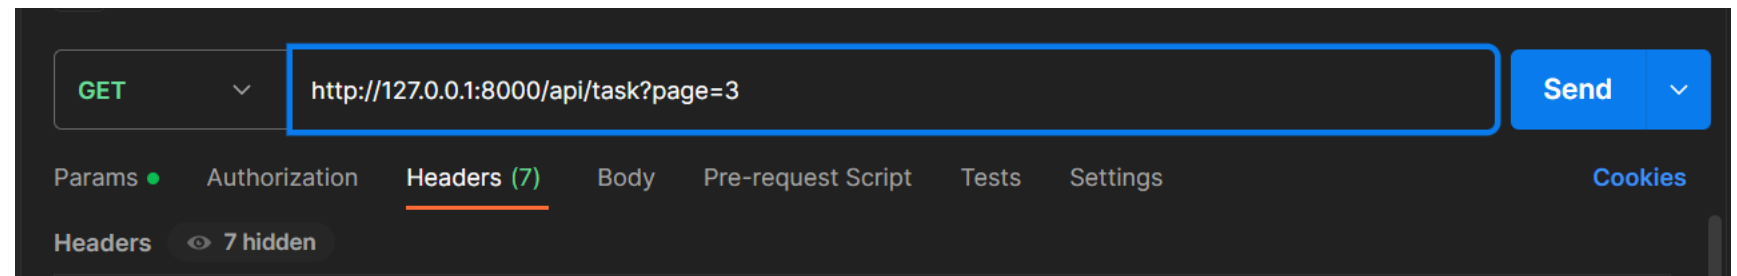 GET http://127.0.0.1:8000/api/task?page=3 Send
Params Authorization Headers (7) Body Pre-request Script Tests Settings Cookies
Headers 7 hidden